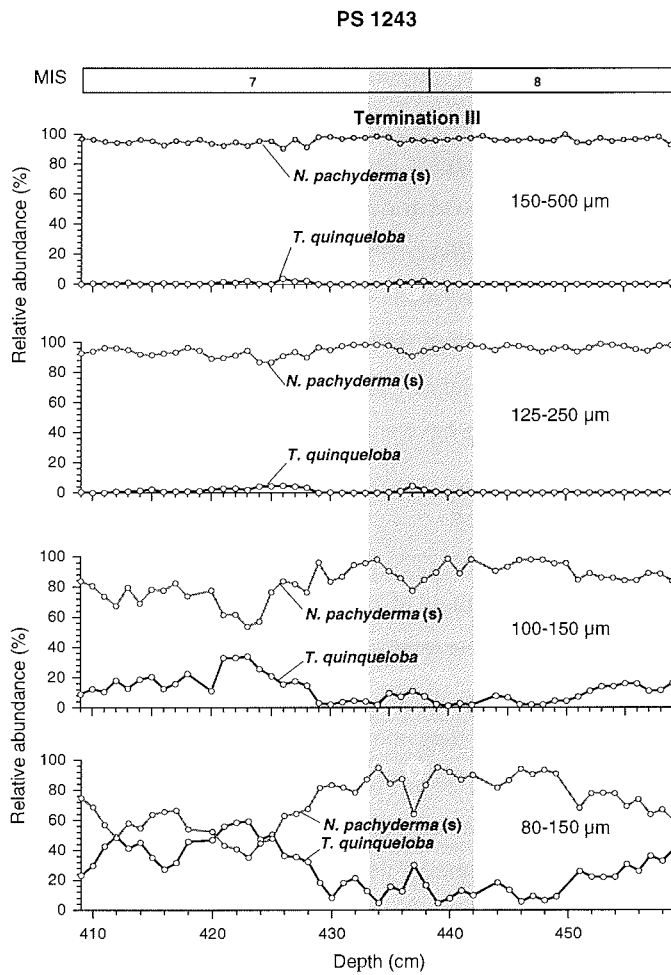 PS 1243
MIS
7
8
Termination III
100
80
60
40
20
0
N. pachyderma (s)
150-500 µm
T. quinqueloba
Relative abundance (%)
100
80
60
40
20
0
N. pachyderma (s)
125-250 µm
T. quinqueloba
100
80
60
40
20
0
N. pachyderma (s)
100-150 µm
T. quinqueloba
Relative abundance (%)
100
80
60
40
20
0
N. pachyderma (s)
80-150 µm
T. quinqueloba
410 420 430 440 450
Depth (cm)